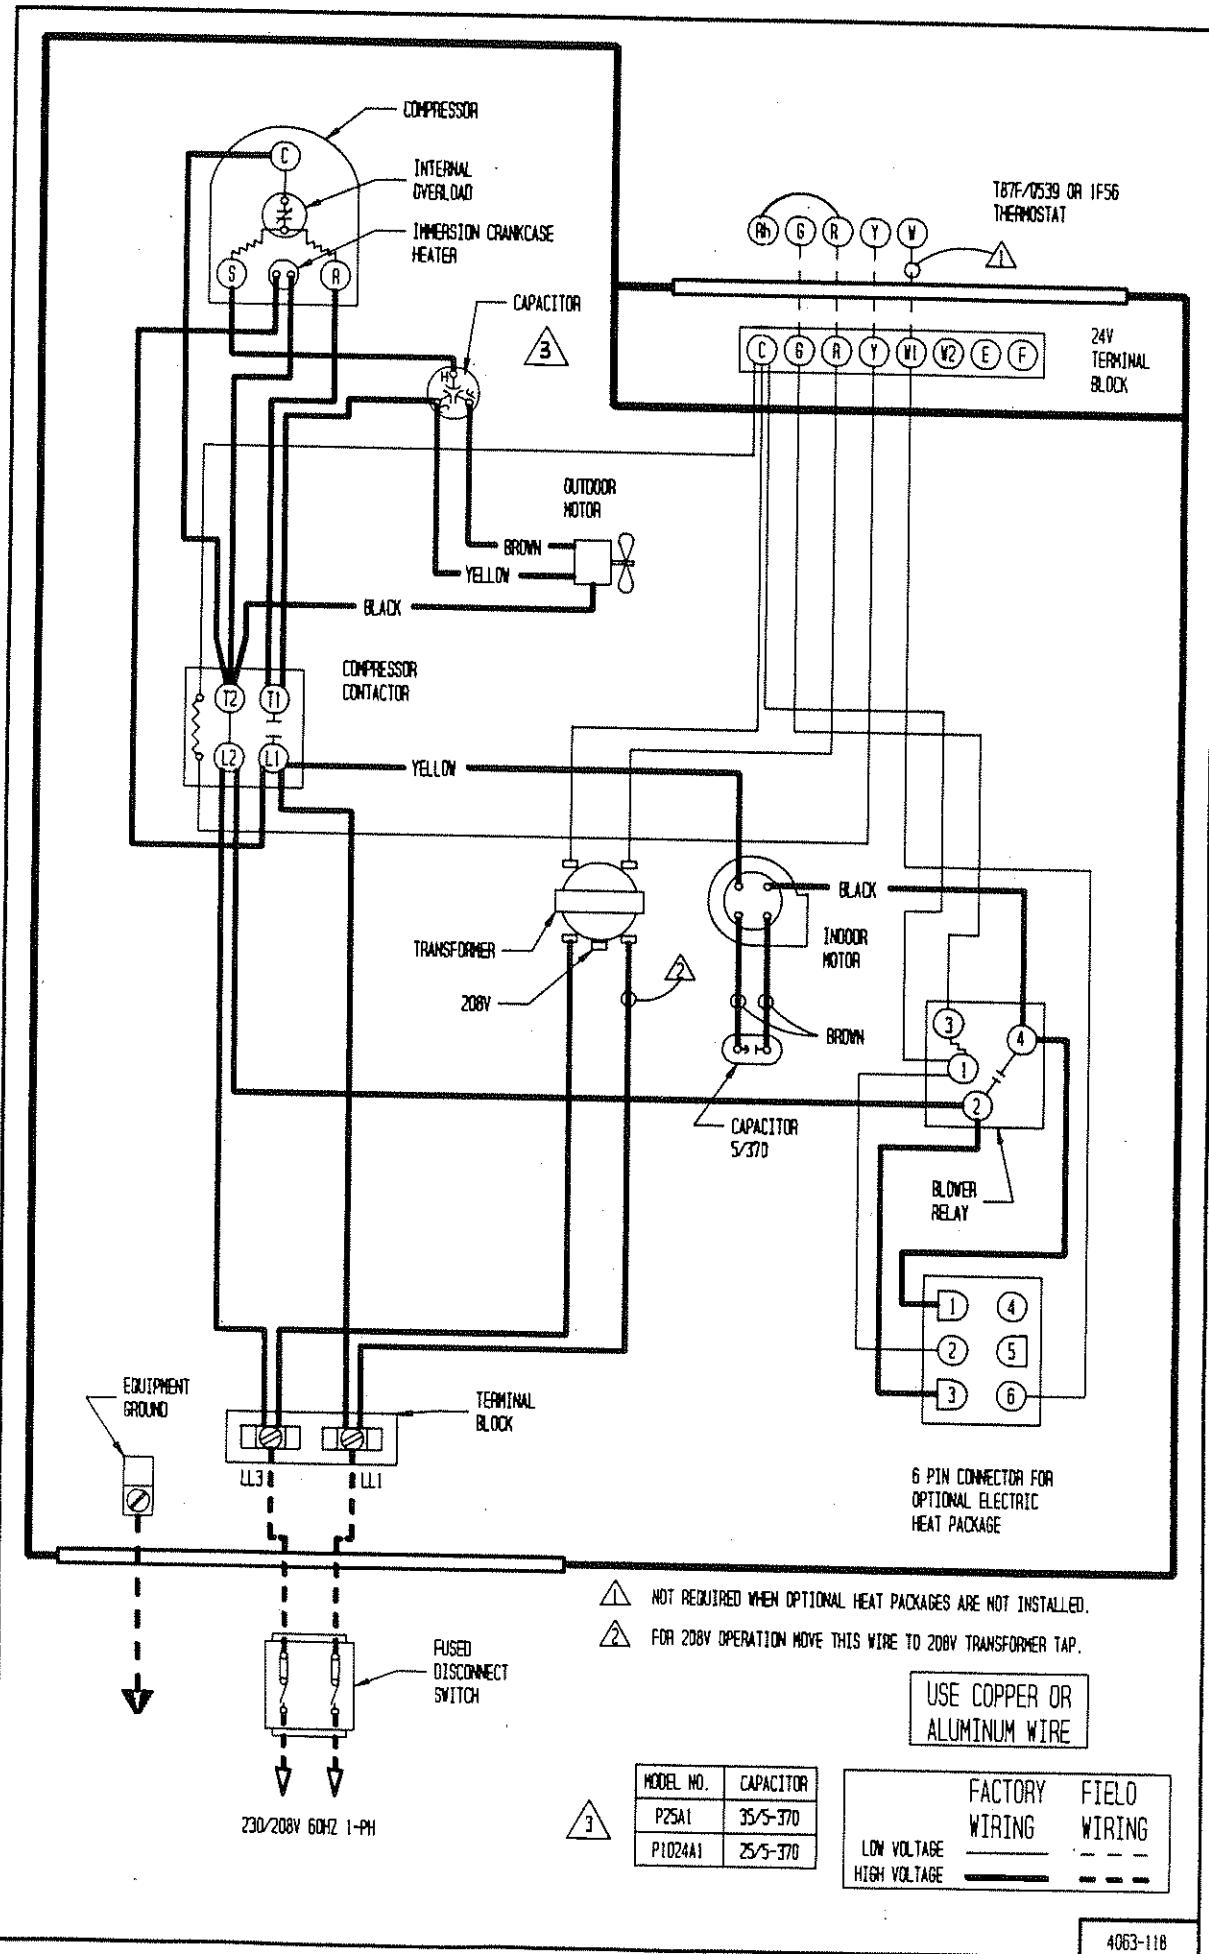 COMPRESSOR
C
INTERNAL
OVERLOAD
IMMERSION CRANKCASE
HEATER
S
R
CAPACITOR
3
H
T87F/Q539 OR 1F56
THERMOSTAT
Rh G R Y W
1
C G R Y W1 W2 E F
24V
TERMINAL
BLOCK
OUTDOOR
MOTOR
BROWN
YELLOW
BLACK
COMPRESSOR
CONTACTOR
T2 T1
L2 L1
YELLOW
BLACK
TRANSFORMER
208V
2
INDOOR
MOTOR
BROWN
CAPACITOR
5/370
3
4
1
2
BLOWER
RELAY
1 4
2 5
3 6
6 PIN CONNECTOR FOR
OPTIONAL ELECTRIC
HEAT PACKAGE
EQUIPMENT
GROUND
TERMINAL
BLOCK
LL3 LL1
FUSED
DISCONNECT
SWITCH
230/208V 60HZ 1-PH
1 NOT REQUIRED WHEN OPTIONAL HEAT PACKAGES ARE NOT INSTALLED.
2 FOR 208V OPERATION MOVE THIS WIRE TO 208V TRANSFORMER TAP.
USE COPPER OR
ALUMINUM WIRE
3
MODEL NO. CAPACITOR
P25A1 35/5-370
P1024A1 25/5-370
FACTORY FIELD
WIRING WIRING
LOW VOLTAGE
HIGH VOLTAGE
4063-118